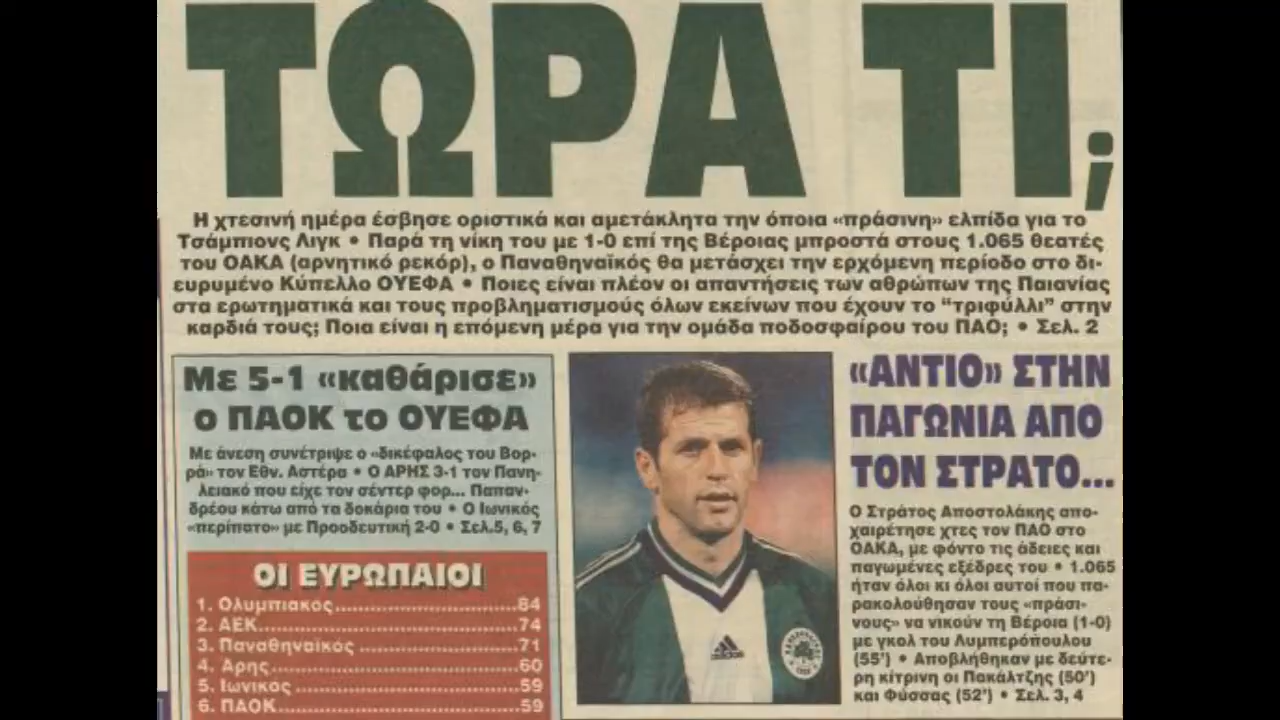 ΤΩΡΑ ΤΙ;
Η χτεσινή ημέρα έσβησε οριστικά και αμετάκλητα την όποια «πράσινη» ελπίδα για το
Τσάμπιονς Λιγκ • Παρά τη νίκη του με 1-0 επί της Βέροιας μπροστά στους 1.065 θεατές
του ΟΑΚΑ (αρνητικό ρεκόρ), ο Παναθηναϊκός θα μετάσχει την ερχόμενη περίοδο στο δι-
ευρυμένο Κύπελλο ΟΥΕΦΑ • Ποιες είναι πλέον οι απαντήσεις των αθρώπων της Παιανίας
στα ερωτηματικά και τους προβληματισμούς όλων εκείνων που έχουν το “τριφύλλι” στην
καρδιά τους; Ποια είναι η επόμενη μέρα για την ομάδα ποδοσφαίρου του ΠΑΟ; • Σελ. 2
Με 5-1 «καθάρισε»
ο ΠΑΟΚ το ΟΥΕΦΑ
Με άνεση συνέτριψε ο «δικέφαλος του Βορ-
ρά» τον Εθν. Αστέρα • Ο ΑΡΗΣ 3-1 τον Πανη-
λειακό που είχε τον σέντερ φορ... Παπαν-
δρέου κάτω από τα δοκάρια του • Ο Ιωνικός
«περίπατο» με Προοδευτική 2-0 • Σελ.5, 6, 7
ΟΙ ΕΥΡΩΠΑΙΟΙ
1. Ολυμπιακός...............................84
2. ΑΕΚ............................................74
3. Παναθηναϊκός...........................71
4. Άρης..........................................60
5. Ιωνικός......................................59
6. ΠΑΟΚ.........................................59
adidas
«ΑΝΤΙΟ» ΣΤΗΝ
ΠΑΓΩΝΙΑ ΑΠΟ
ΤΟΝ ΣΤΡΑΤΟ...
Ο Στράτος Αποστολάκης απο-
χαιρέτησε χτες τον ΠΑΟ στο
ΟΑΚΑ, με φόντο τις άδειες και
παγωμένες εξέδρες του • 1.065
ήταν όλοι κι όλοι αυτοί που πα-
ρακολούθησαν τους «πράσι-
νους» να νικούν τη Βέροια (1-0)
με γκολ του Λυμπερόπουλου
(55’) • Αποβλήθηκαν με δεύτε-
ρη κίτρινη οι Πακάλτζης (50’)
και Φύσσας (52’) • Σελ. 3, 4